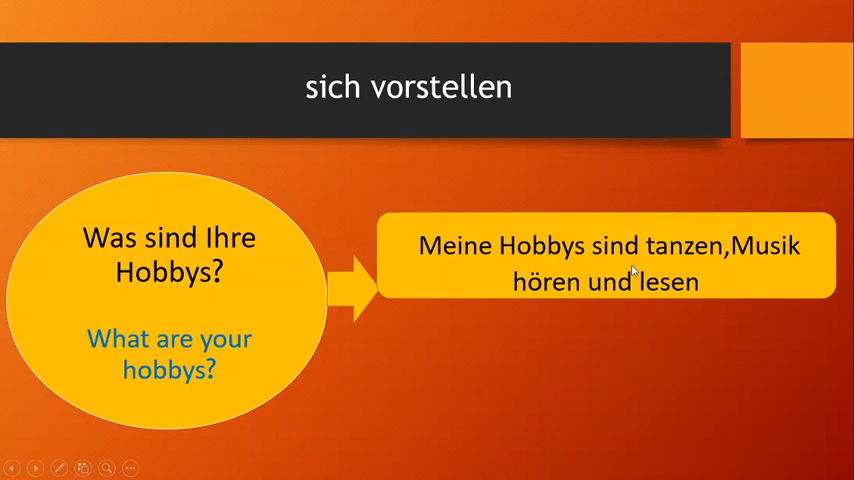 sich vorstellen
Was sind Ihre
Hobbys?
What are your
hobbys?
Meine Hobbys sind tanzen,Musik
hören und lesen